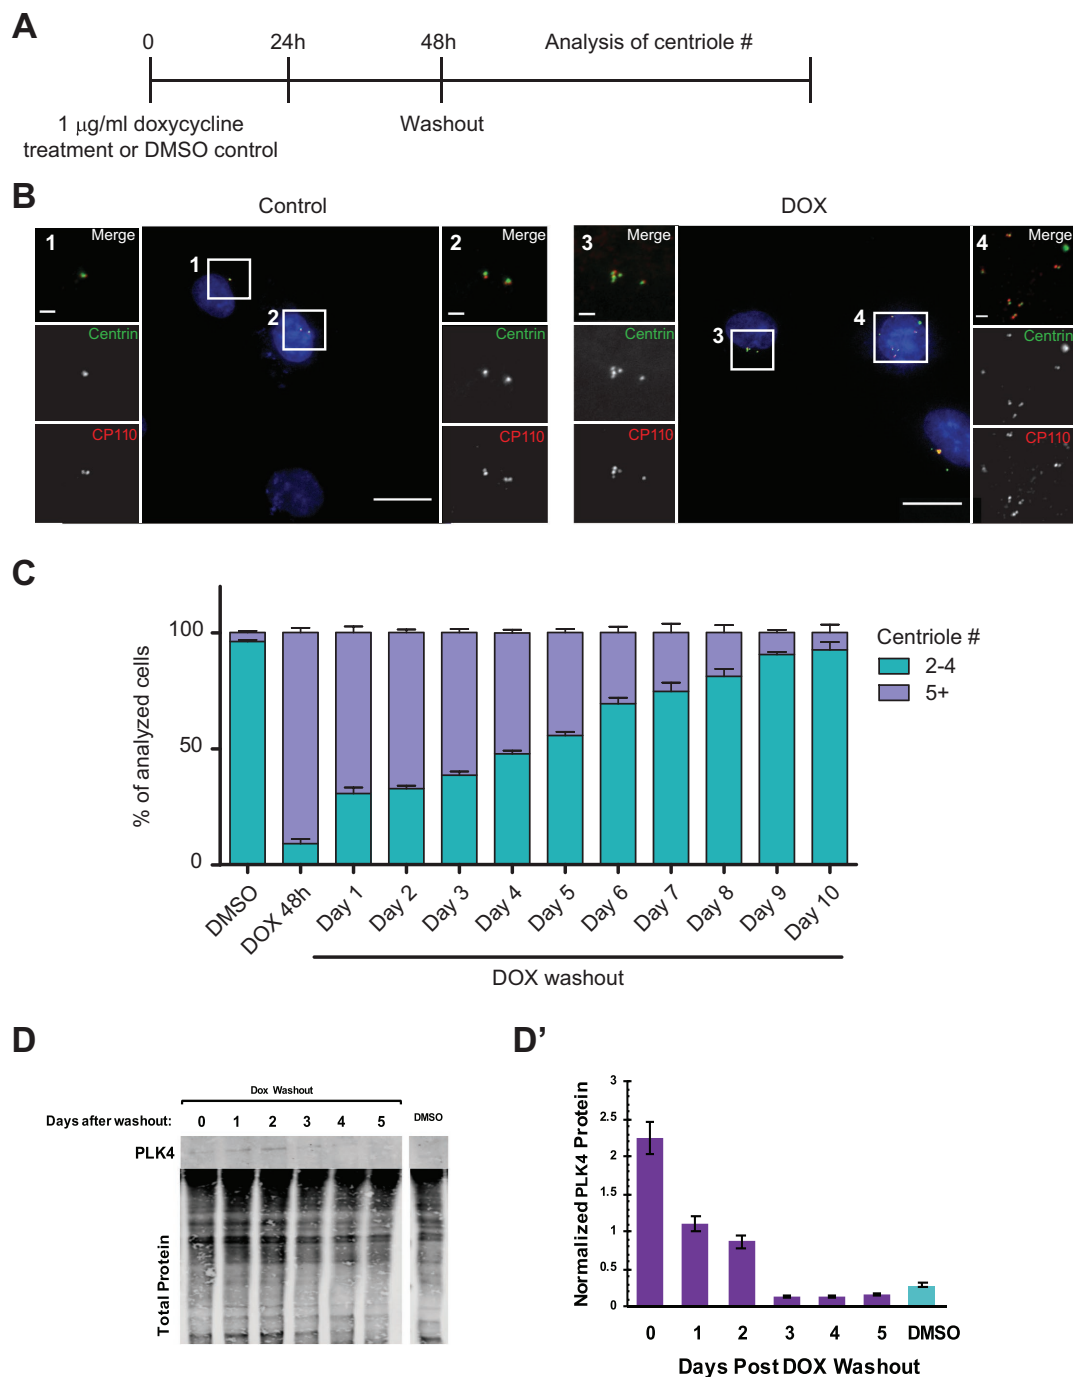 A
0 24h 48h Analysis of centriole #
1 μg/ml doxycycline
treatment or DMSO control
Washout
B
Control
DOX
1 Merge
Centrin
CP110
1
2
2 Merge
Centrin
CP110
3 Merge
Centrin
CP110
3
4
4 Merge
Centrin
CP110
C
% of analyzed cells
100
50
0
Centriole #
2-4
5+
DMSO DOX 48h Day 1 Day 2 Day 3 Day 4 Day 5 Day 6 Day 7 Day 8 Day 9 Day 10
DOX washout
D
Dox Washout
Days after washout: 0 1 2 3 4 5 DMSO
PLK4
Total Protein
D'
Normalized PLK4 Protein
3
2.5
2
1.5
1
0.5
0
0 1 2 3 4 5 DMSO
Days Post DOX Washout